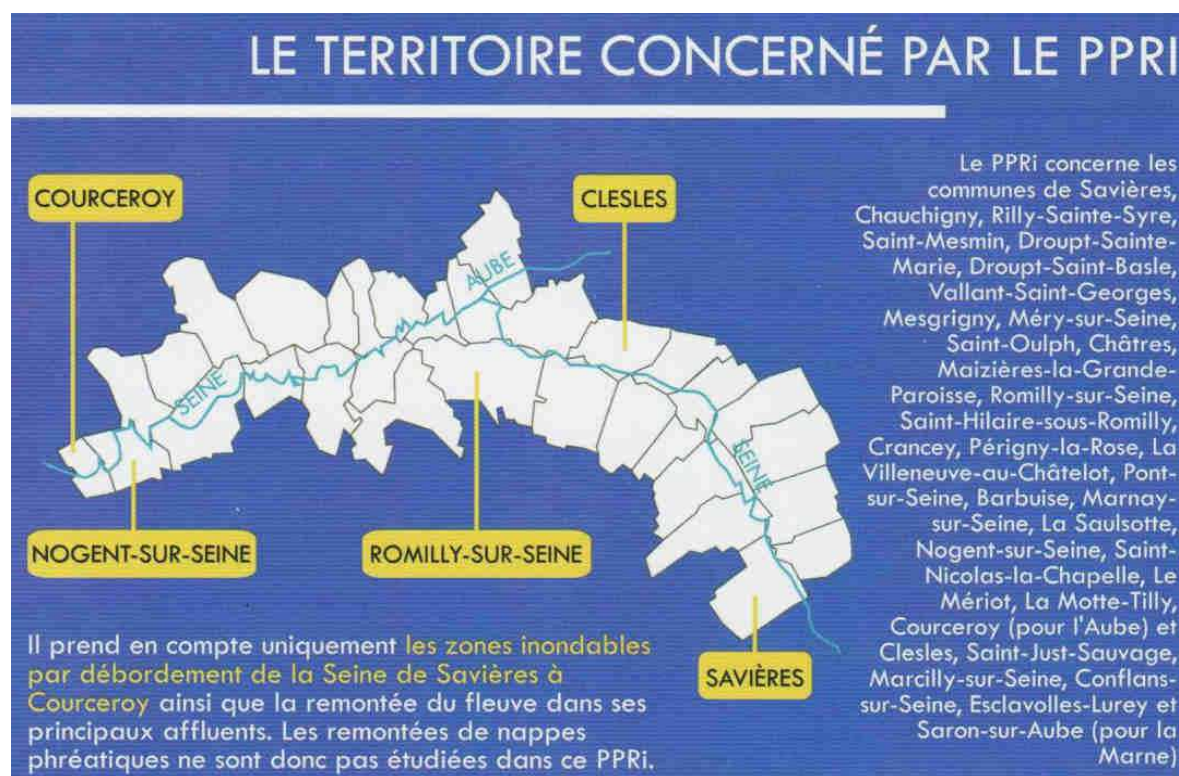 LE TERRITOIRE CONCERNÉ PAR LE PPRI
COURCEROY
CLESLES
AUBE
SEINE
SEINE
NOGENT-SUR-SEINE
ROMILLY-SUR-SEINE
SAVIÈRES
Il prend en compte uniquement les zones inondables
par débordement de la Seine de Savières à
Courceroy ainsi que la remontée du fleuve dans ses
principaux affluents. Les remontées de nappes
phréatiques ne sont donc pas étudiées dans ce PPRi.
Le PPRi concerne les
communes de Savières,
Chauchigny, Rilly-Sainte-Syre,
Saint-Mesmin, Droupt-Sainte-
Marie, Droupt-Saint-Basle,
Vallant-Saint-Georges,
Mesgrigny, Méry-sur-Seine,
Saint-Oulph, Châtres,
Maizières-la-Grande-
Paroisse, Romilly-sur-Seine,
Saint-Hilaire-sous-Romilly,
Crancey, Périgny-la-Rose, La
Villeneuve-au-Châtelot, Pont-
sur-Seine, Barbuise, Marnay-
sur-Seine, La Saulsotte,
Nogent-sur-Seine, Saint-
Nicolas-la-Chapelle, Le
Mériot, La Motte-Tilly,
Courceroy (pour l'Aube) et
Clesles, Saint-Just-Sauvage,
Marcilly-sur-Seine, Conflans-
sur-Seine, Esclavolles-Lurey et
Saron-sur-Aube (pour la
Marne)